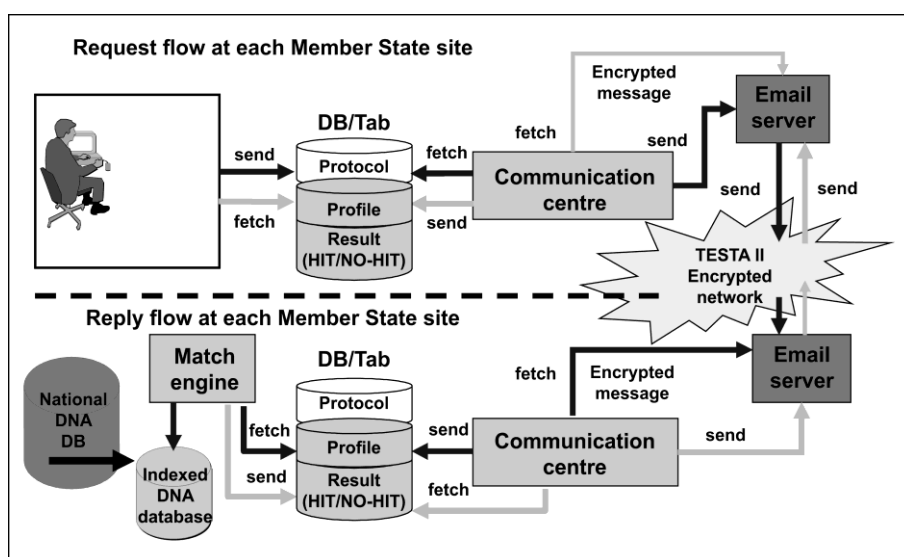 Request flow at each Member State site
Encrypted
message
Email
server
DB/Tab
fetch
send
Protocol
fetch
send
Communication
centre
fetch
Profile
send
send
send
Result
(HIT/NO-HIT)
TESTA II
Encrypted
network
Reply flow at each Member State site
Match
engine
DB/Tab
fetch
Encrypted
message
Email
server
National
DNA
DB
Protocol
fetch
Profile
send
Communication
centre
send
Indexed
DNA
database
send
Result
(HIT/NO-HIT)
fetch